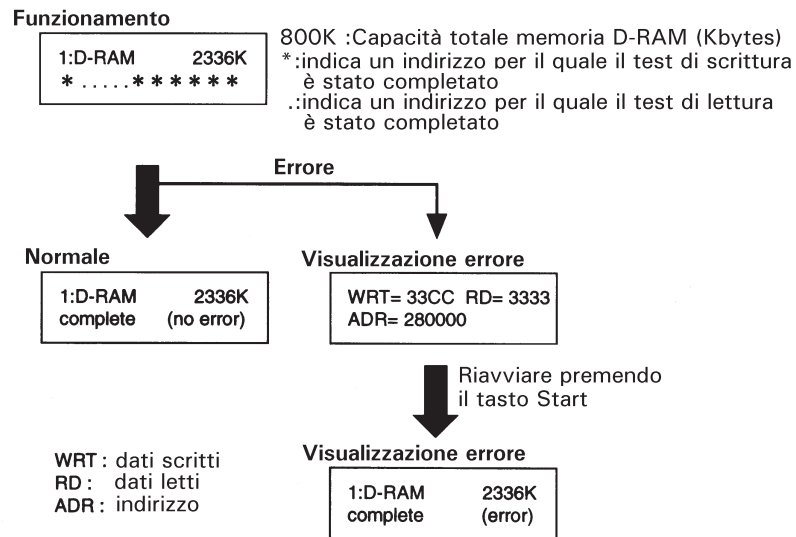 Funzionamento
1:D-RAM 2336K
* ..... * * * * * *
800K :Capacità totale memoria D-RAM (Kbytes)
*:indica un indirizzo per il quale il test di scrittura
è stato completato
.:indica un indirizzo per il quale il test di lettura
è stato completato
Errore
Normale
1:D-RAM 2336K
complete (no error)
Visualizzazione errore
WRT= 33CC RD= 3333
ADR= 280000
Riavviare premendo
il tasto Start
WRT : dati scritti
RD : dati letti
ADR : indirizzo
Visualizzazione errore
1:D-RAM 2336K
complete (error)